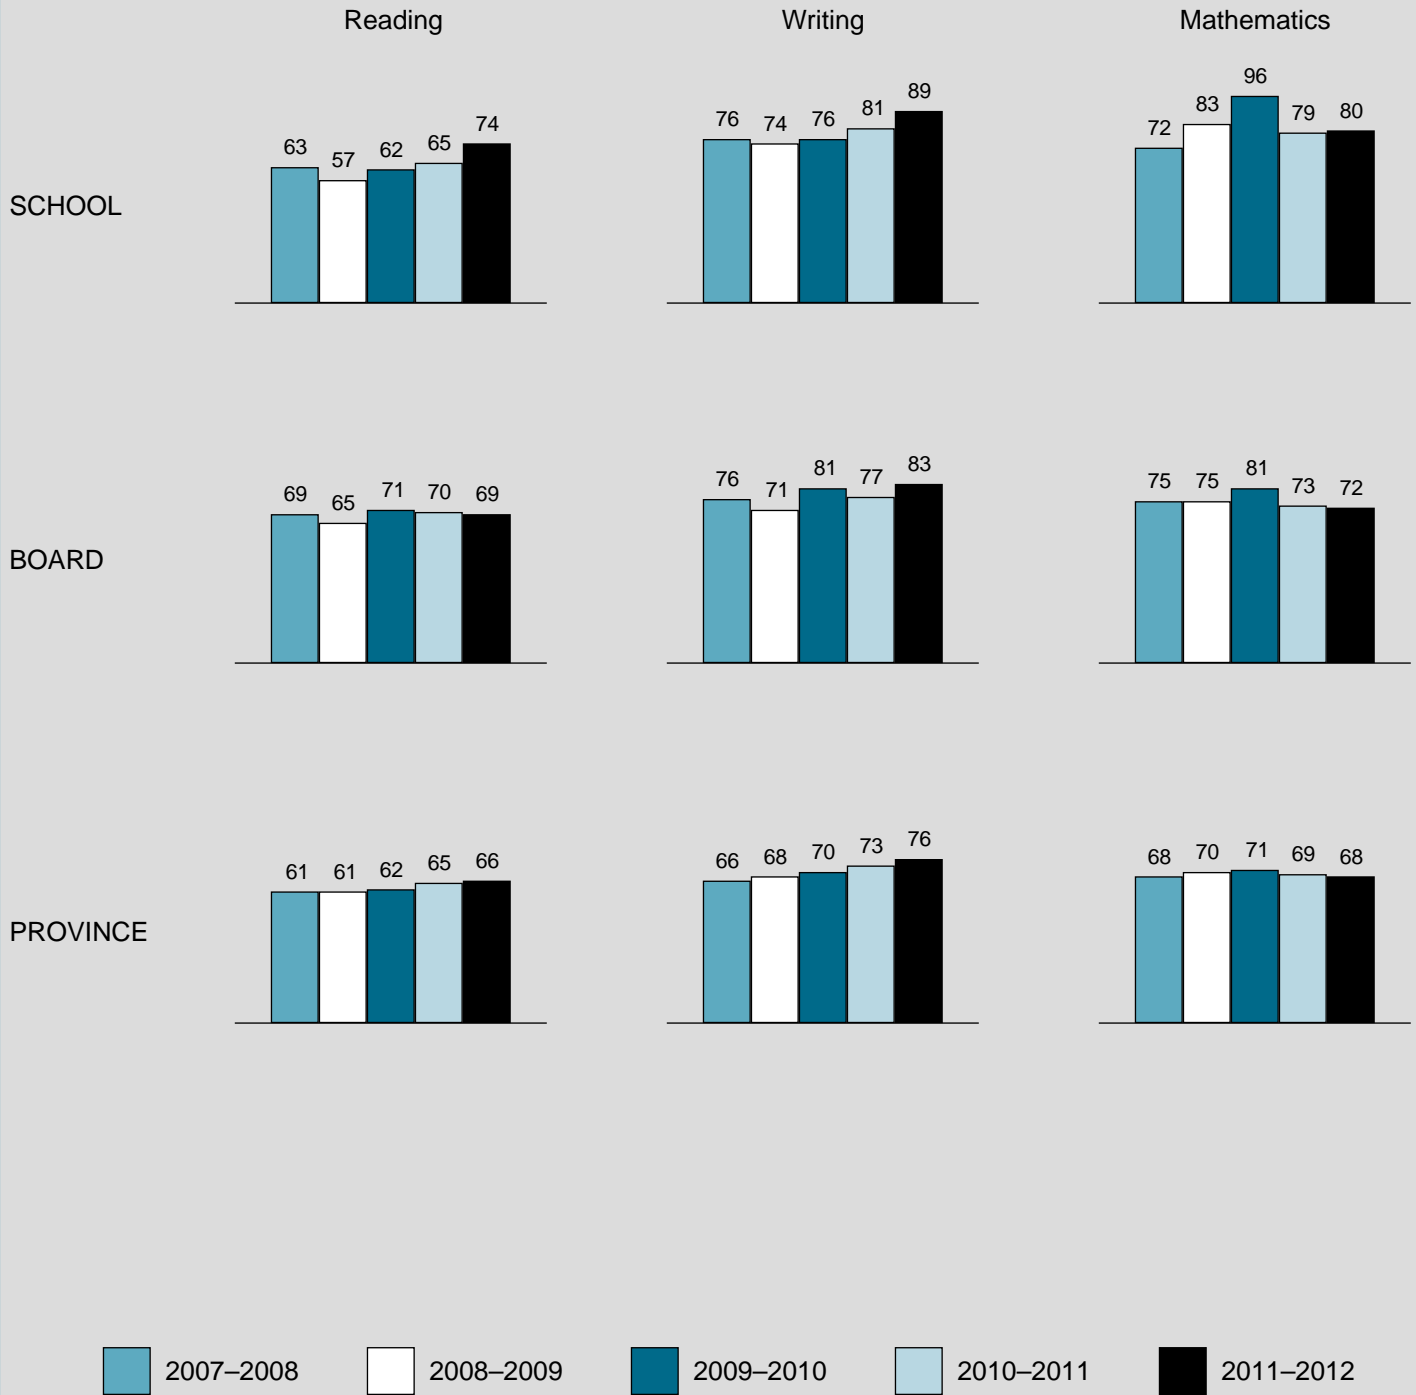 Reading Writing Mathematics
63 57 62 65 74
76 74 76 81 89
72 83 96 79 80
SCHOOL
69 65 71 70 69
76 71 81 77 83
75 75 81 73 72
BOARD
61 61 62 65 66
66 68 70 73 76
68 70 71 69 68
PROVINCE
2007–2008 2008–2009 2009–2010 2010–2011 2011–2012